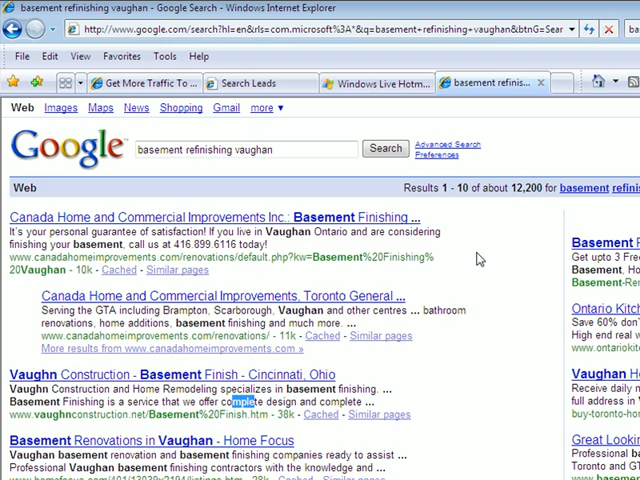 basement refinishing vaughan - Google Search - Windows Internet Explorer
http://www.google.com/search?hl=en&rls=com.microsoft%3A*&q=basement+refinishing+vaughan&btnG=Sear
File Edit View Favorites Tools Help
Get More Traffic To ... Search Leads Windows Live Hotm... basement refinis...
Web Images Maps News Shopping Gmail more ▼
Google basement refinishing vaughan Search Advanced Search
Preferences
Web Results 1 - 10 of about 12,200 for basement refinis
Canada Home and Commercial Improvements Inc.: Basement Finishing ...
It's your personal guarantee of satisfaction! If you live in Vaughan Ontario and are considering
finishing your basement, call us at 416.899.6116 today!
www.canadahomeimprovements.com/renovations/default.php?kw=Basement%20Finishing%
20Vaughan - 10k - Cached - Similar pages
Canada Home and Commercial Improvements, Toronto General ...
Serving the GTA including Brampton, Scarborough, Vaughan and other centres ... bathroom
renovations, home additions, basement finishing and much more. ...
www.canadahomeimprovements.com/renovations/ - 11k - Cached - Similar pages
More results from www.canadahomeimprovements.com »
Vaughn Construction - Basement Finish - Cincinnati, Ohio
Vaughn Construction and Home Remodeling specializes in basement finishing. ...
Basement Finishing is a service that we offer complete design and complete ...
www.vaughnconstruction.net/Basement%20Finish.htm - 38k - Cached - Similar pages
Basement Renovations in Vaughan - Home Focus
Vaughan basement renovation and basement finishing companies ready to assist ...
Professional Vaughan basement finishing contractors with the knowledge and ...
Basement F
Get upto 3 Free
Basement, Ho
Basement-Ren
Ontario Kitch
Save 60% don'
High end real w
www.ontariokitc
Vaughan H
Receive daily n
full address in V
buy-toronto-hom
Great Lookin
Professional ba
Toronto and GT